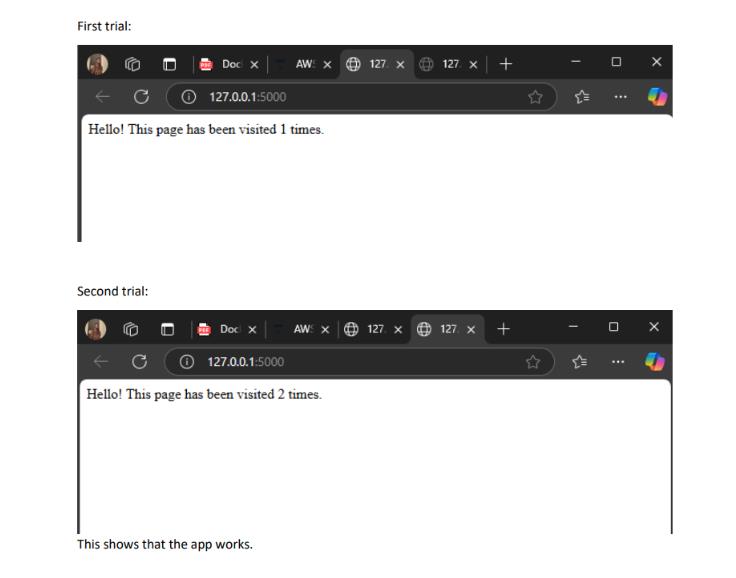 First trial:
Doc AWS 127. 127.
127.0.0.1:5000
Hello! This page has been visited 1 times.
Second trial:
Doc AWS 127. 127.
127.0.0.1:5000
Hello! This page has been visited 2 times.
This shows that the app works.